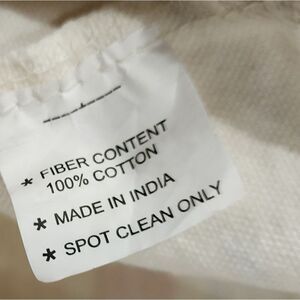 * FIBER CONTENT
100% COTTON
* MADE IN INDIA
* SPOT CLEAN ONLY